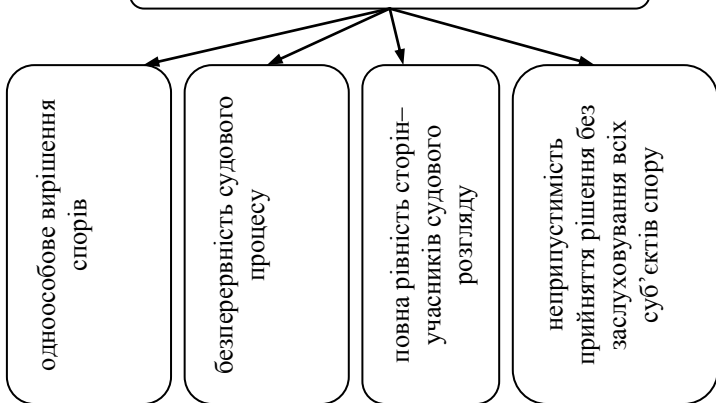 одноособове вирішення
спорів
безперервність судового
процесу
повна рівність сторін–
учасників судового
розгляду
неприпустимість
прийняття рішення без
заслуховування всіх
суб’єктів спору